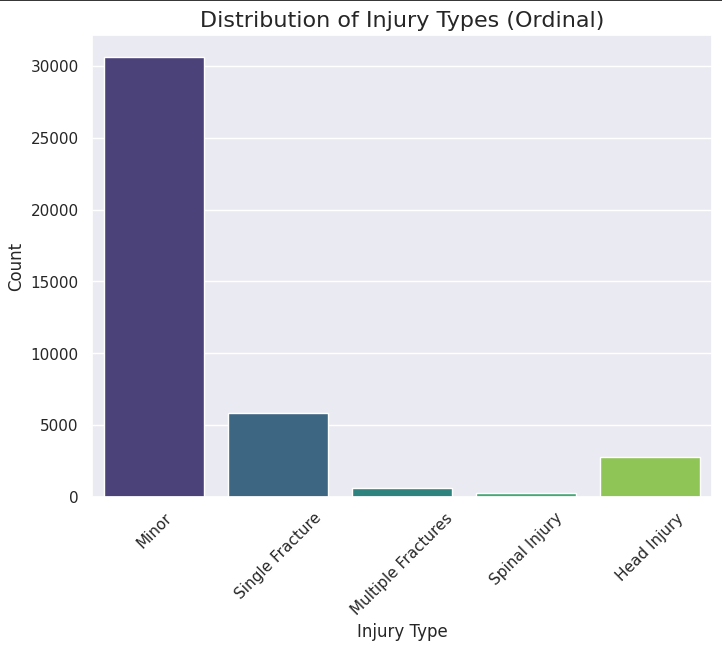 Distribution of Injury Types (Ordinal)
30000
25000
20000
15000
10000
5000
0
Count
Minor
Single Fracture
Multiple Fractures
Spinal Injury
Head Injury
Injury Type